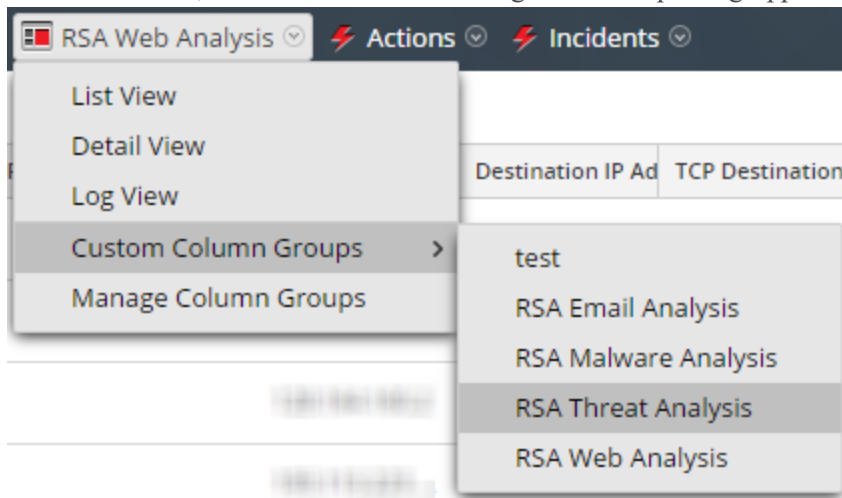 RSA Web Analysis Actions Incidents
List View
Detail View
Destination IP Ad TCP Destination
Log View
Custom Column Groups >
test
Manage Column Groups
RSA Email Analysis
RSA Malware Analysis
RSA Threat Analysis
RSA Web Analysis